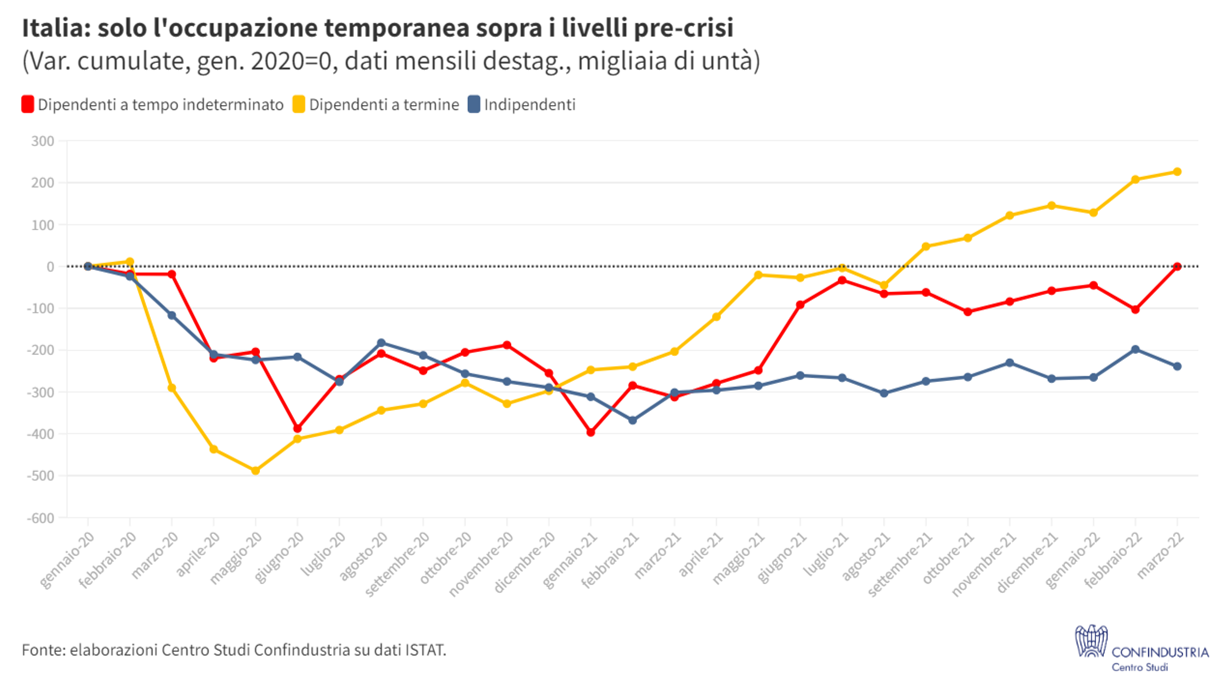 Italia: solo l'occupazione temporanea sopra i livelli pre-crisi
(Var. cumulate, gen. 2020=0, dati mensili destag., migliaia di untà)
Dipendenti a tempo indeterminato Dipendenti a termine Indipendenti
300
200
100
0
-100
-200
-300
-400
-500
-600
gennaio-20
febbraio-20
marzo-20
aprile-20
maggio-20
giugno-20
luglio-20
agosto-20
settembre-20
ottobre-20
novembre-20
dicembre-20
gennaio-21
febbraio-21
marzo-21
aprile-21
maggio-21
giugno-21
luglio-21
agosto-21
settembre-21
ottobre-21
novembre-21
dicembre-21
gennaio-22
febbraio-22
marzo-22
Fonte: elaborazioni Centro Studi Confindustria su dati ISTAT.
CONFINDUSTRIA
Centro Studi